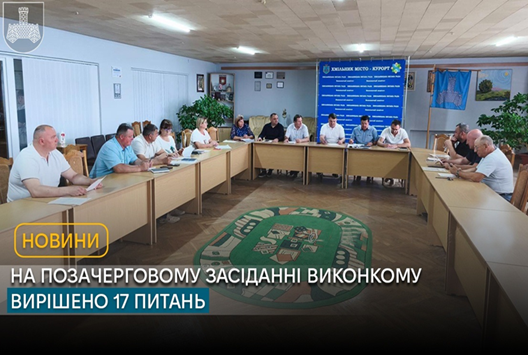 ХМІЛЬНИК МІСТО - КУРОРТ
НОВИНИ
НА ПОЗАЧЕРГОВОМУ ЗАСІДАННІ ВИКОНКОМУ
ВИРІШЕНО 17 ПИТАНЬ